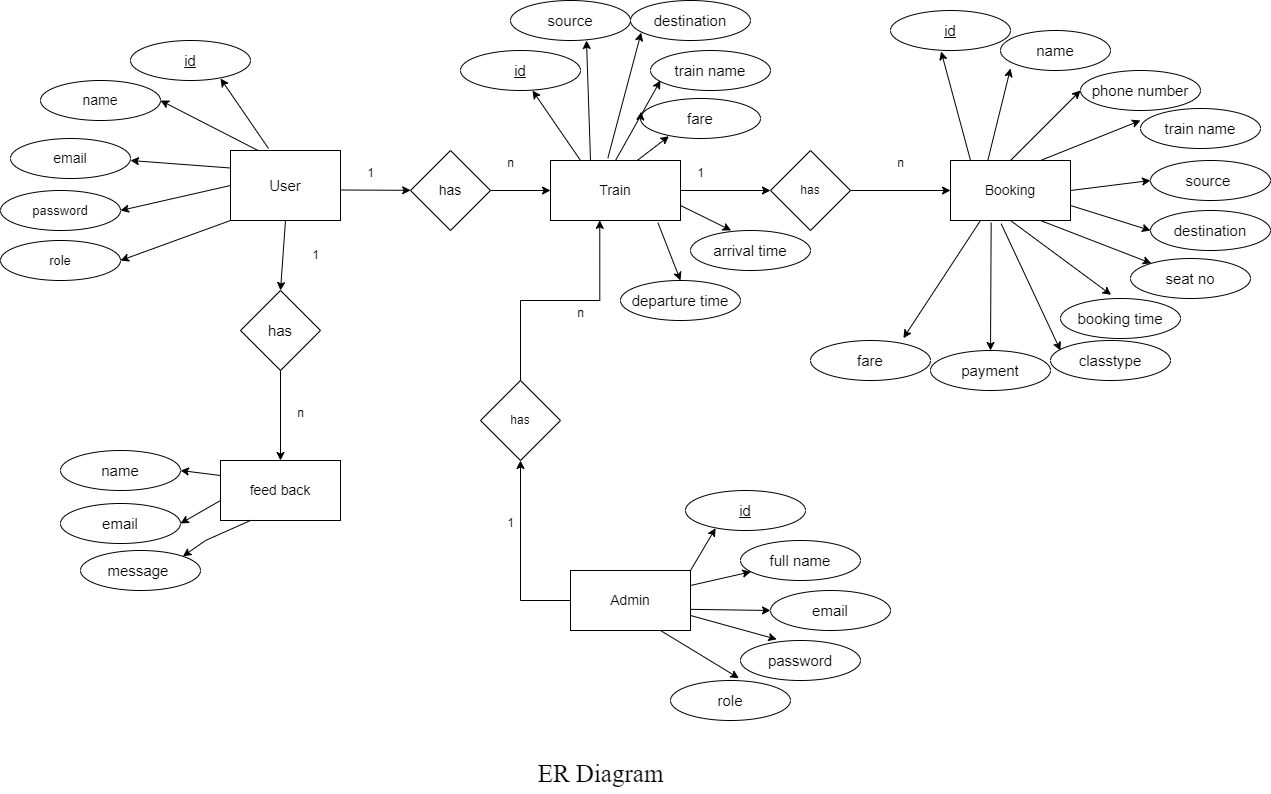 source
destination
id
name
id
id
train name
name
phone number
fare
train name
email
User
1
has
n
Train
1
has
n
Booking
source
password
destination
role
1
arrival time
seat no
departure time
n
booking time
has
fare
payment
classtype
n
has
name
feed back
id
email
1
full name
message
Admin
email
password
role
ER Diagram